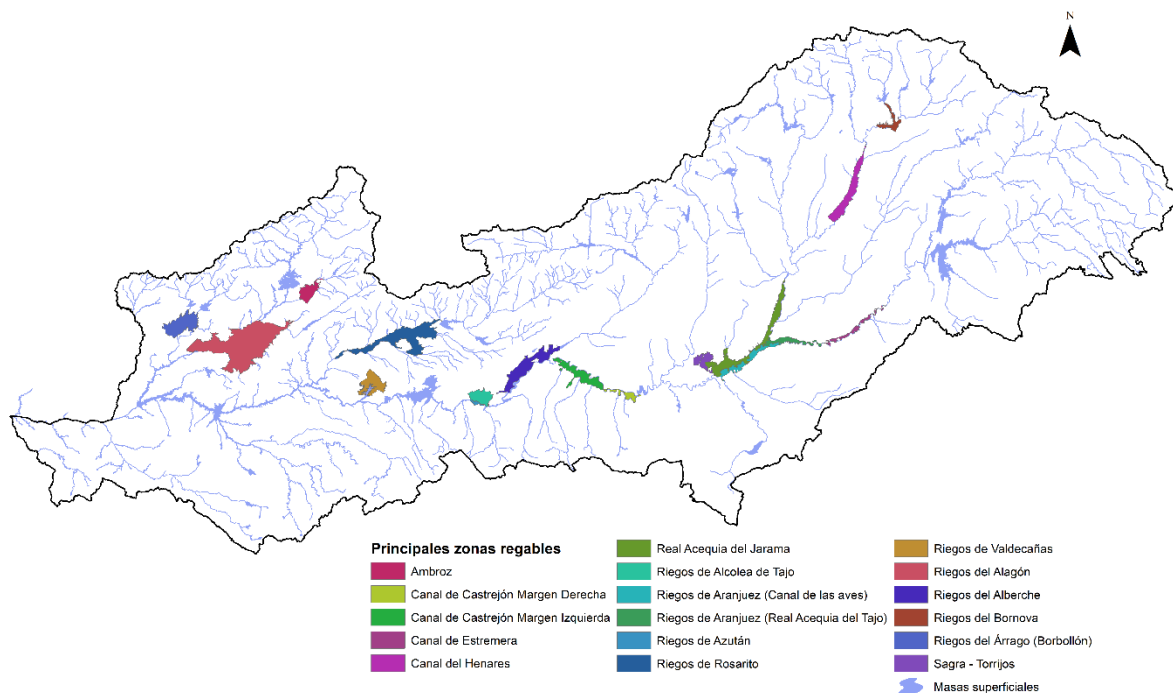 N
Principales zonas regables
Ambroz
Canal de Castrejón Margen Derecha
Canal de Castrejón Margen Izquierda
Canal de Estremera
Canal del Henares
Real Acequia del Jarama
Riegos de Alcolea de Tajo
Riegos de Aranjuez (Canal de las aves)
Riegos de Aranjuez (Real Acequia del Tajo)
Riegos de Azután
Riegos de Rosarito
Riegos de Valdecañas
Riegos del Alagón
Riegos del Alberche
Riegos del Bornova
Riegos del Árrago (Borbollón)
Sagra - Torrijos
Masas superficiales